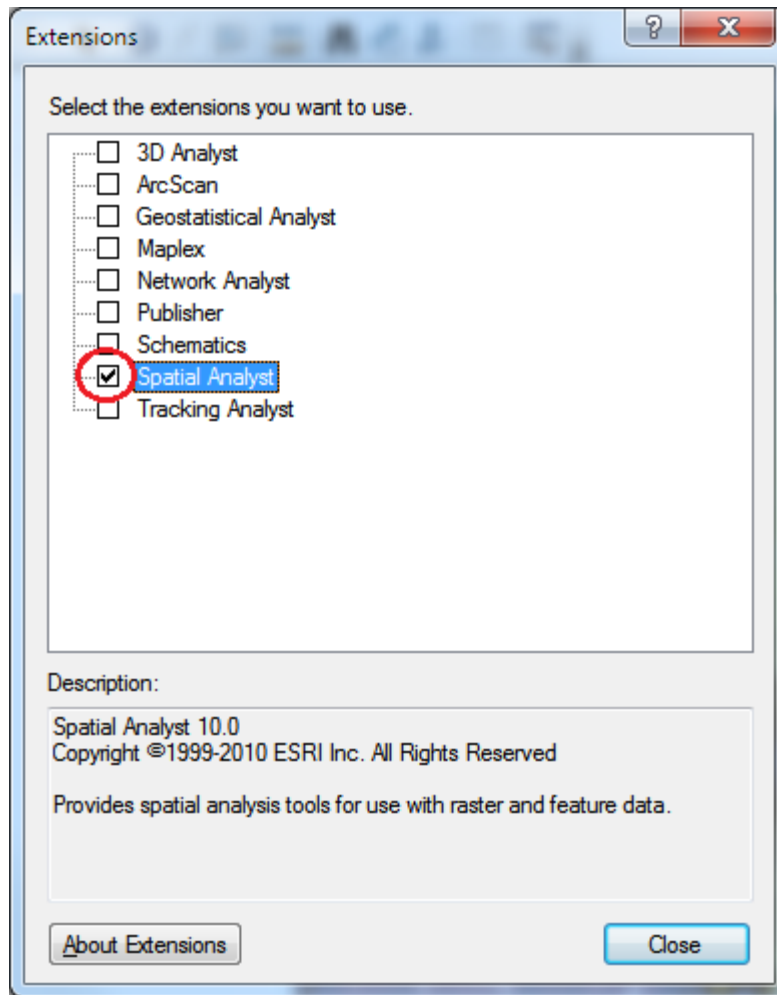 Extensions
Select the extensions you want to use.
3D Analyst
ArcScan
Geostatistical Analyst
Maplex
Network Analyst
Publisher
Schematics
Spatial Analyst
Tracking Analyst
Description:
Spatial Analyst 10.0
Copyright ©1999-2010 ESRI Inc. All Rights Reserved
Provides spatial analysis tools for use with raster and feature data.
About Extensions
Close